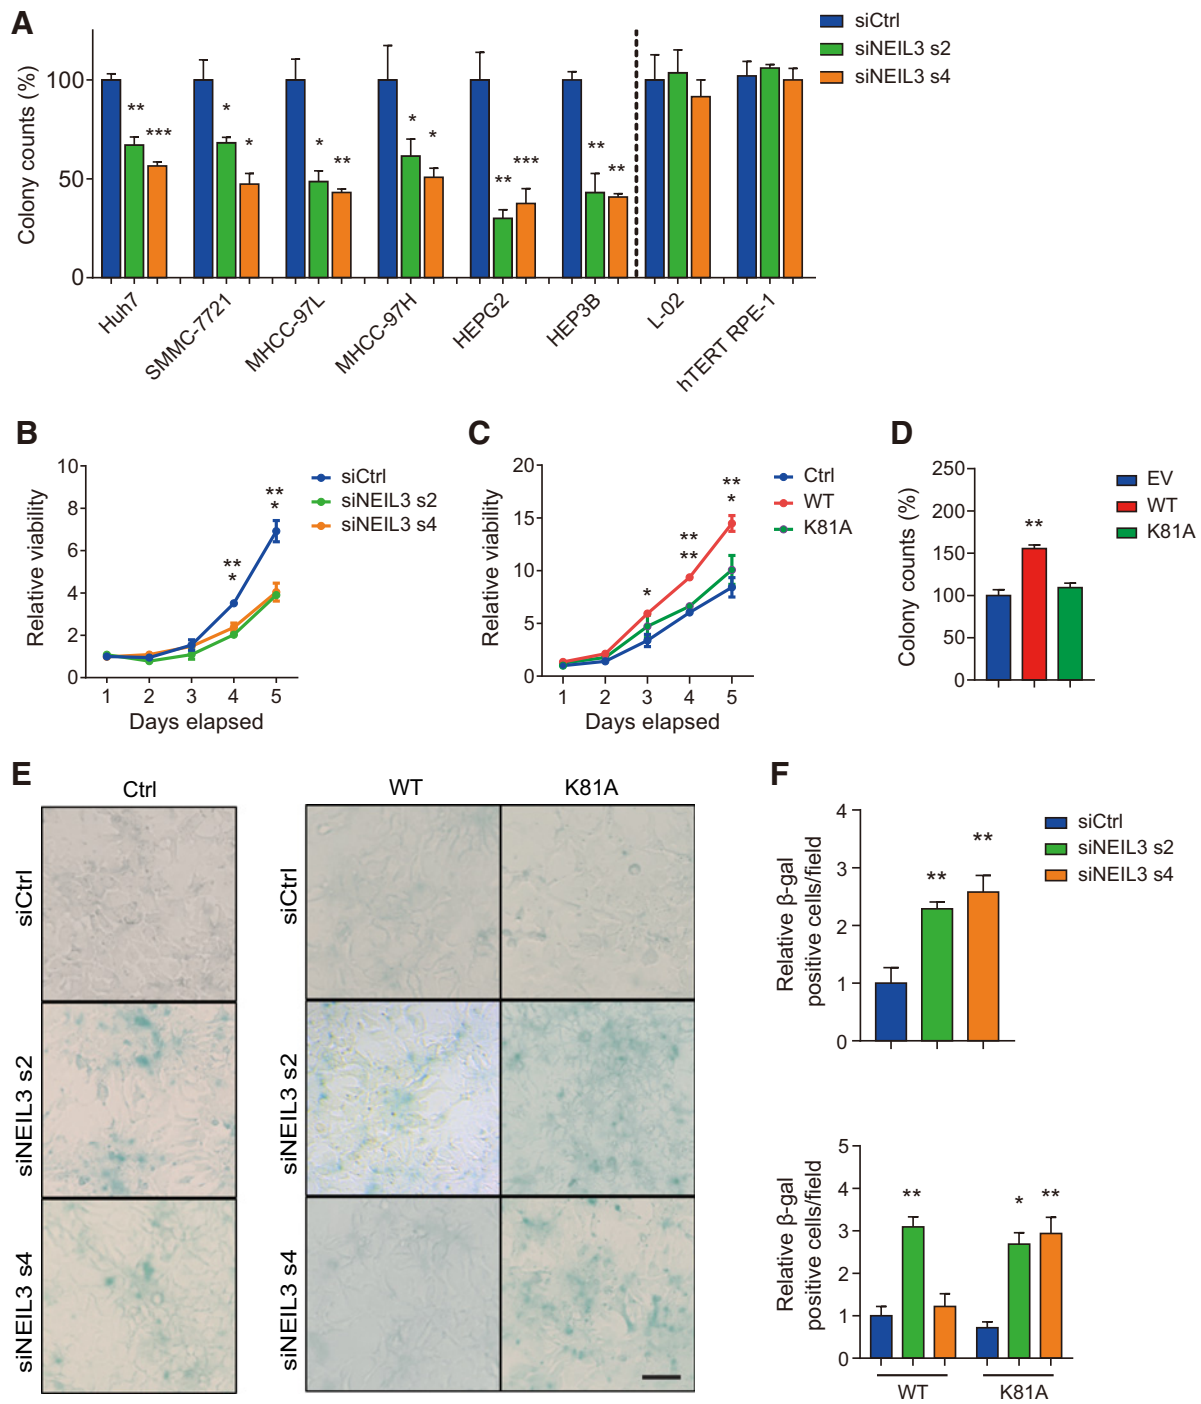 A
siCtrl
siNEIL3 s2
siNEIL3 s4
Colony counts (%)
100
50
0
**
***
*
*
*
**
*
*
**
***
**
**
Huh7
SMMC-7721
MHCC-97L
MHCC-97H
HEPG2
HEP3B
L-02
hTERT RPE-1
B
Relative viability
10
8
6
4
2
0
**
*
**
*
1 2 3 4 5
Days elapsed
siCtrl
siNEIL3 s2
siNEIL3 s4
C
Relative viability
20
15
10
5
0
*
**
**
**
*
1 2 3 4 5
Days elapsed
Ctrl
WT
K81A
D
Colony counts (%)
250
200
150
100
50
0
**
EV
WT
K81A
E
Ctrl
WT
K81A
siCtrl
siNEIL3 s2
siNEIL3 s4
siCtrl
siNEIL3 s2
siNEIL3 s4
F
Relative β-gal
positive cells/field
4
3
2
1
0
**
**
siCtrl
siNEIL3 s2
siNEIL3 s4
Relative β-gal
positive cells/field
5
4
3
2
1
0
**
*
**
WT
K81A